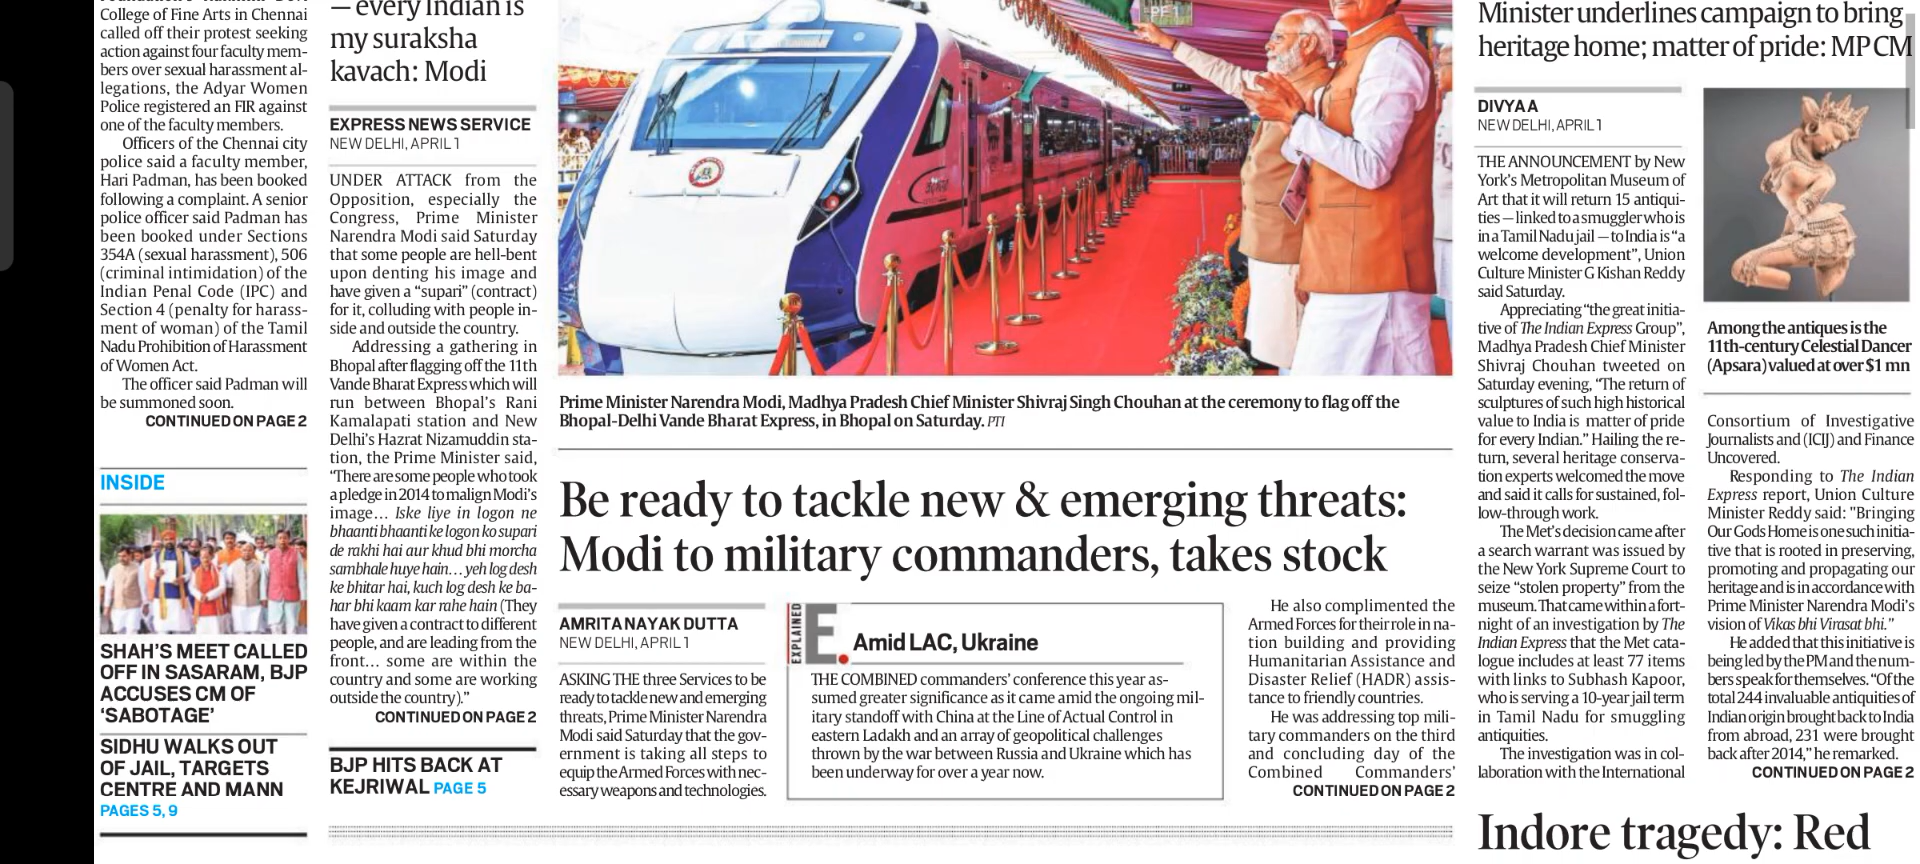 College of Fine Arts in Chennai
called off their protest seeking
action against four faculty mem-
bers over sexual harassment al-
legations, the Adyar Women
Police registered an FIR against
one of the faculty members.
Officers of the Chennai city
police said a faculty member,
Hari Padman, has been booked
following a complaint. A senior
police officer said Padman has
been booked under Sections
354A (sexual harassment), 506
(criminal intimidation) of the
Indian Penal Code (IPC) and
Section 4 (penalty for harass-
ment of woman) of the Tamil
Nadu Prohibition of Harassment
of Women Act.
The officer said Padman will
be summoned soon.
CONTINUED ON PAGE 2
INSIDE
SHAH'S MEET CALLED
OFF IN SASARAM, BJP
ACCUSES CM OF
‘SABOTAGE’
SIDHU WALKS OUT
OF JAIL, TARGETS
CENTRE AND MANN
PAGES 5, 9
— every Indian is
my suraksha
kavach: Modi
EXPRESS NEWS SERVICE
NEW DELHI, APRIL 1
UNDER ATTACK from the
Opposition, especially the
Congress, Prime Minister
Narendra Modi said Saturday
that some people are hell-bent
upon denting his image and
have given a “supari” (contract)
for it, colluding with people in-
side and outside the country.
Addressing a gathering in
Bhopal after flagging off the 11th
Vande Bharat Express which will
run between Bhopal's Rani
Kamalapati station and New
Delhi's Hazrat Nizamuddin sta-
tion, the Prime Minister said,
“There are some people who took
a pledge in 2014 to malign Modi's
image... Iske liye in logon ne
bhaanti bhaanti ke logon ko supari
de rakhi hai aur khud bhi morcha
sambhale huye hain... yeh log desh
ke bhitar hai, kuch log desh ke ba-
har bhi kaam kar rahe hain (They
have given a contract to different
people, and are leading from the
front... some are within the
country and some are working
outside the country).”
CONTINUED ON PAGE 2
BJP HITS BACK AT
KEJRIWAL PAGE 5
PF 1
Prime Minister Narendra Modi, Madhya Pradesh Chief Minister Shivraj Singh Chouhan at the ceremony to flag off the
Bhopal-Delhi Vande Bharat Express, in Bhopal on Saturday. PTI
Be ready to tackle new & emerging threats:
Modi to military commanders, takes stock
AMRITA NAYAK DUTTA
NEW DELHI, APRIL 1
ASKING THE three Services to be
ready to tackle new and emerging
threats, Prime Minister Narendra
Modi said Saturday that the gov-
ernment is taking all steps to
equip the Armed Forces with nec-
essary weapons and technologies.
EXPLAINED
E.
Amid LAC, Ukraine
THE COMBINED commanders' conference this year as-
sumed greater significance as it came amid the ongoing mil-
itary standoff with China at the Line of Actual Control in
eastern Ladakh and an array of geopolitical challenges
thrown by the war between Russia and Ukraine which has
been underway for over a year now.
He also complimented the
Armed Forces for their role in na-
tion building and providing
Humanitarian Assistance and
Disaster Relief (HADR) assis-
tance to friendly countries.
He was addressing top mili-
tary commanders on the third
and concluding day of the
Combined Commanders'
CONTINUED ON PAGE 2
Minister underlines campaign to bring
heritage home; matter of pride: MP CM
DIVYA A
NEW DELHI, APRIL 1
THE ANNOUNCEMENT by New
York's Metropolitan Museum of
Art that it will return 15 antiqui-
ties — linked to a smuggler who is
in a Tamil Nadu jail — to India is “a
welcome development”, Union
Culture Minister G Kishan Reddy
said Saturday.
Appreciating “the great initia-
tive of The Indian Express Group”,
Madhya Pradesh Chief Minister
Shivraj Chouhan tweeted on
Saturday evening, “The return of
sculptures of such high historical
value to India is matter of pride
for every Indian.” Hailing the re-
turn, several heritage conserva-
tion experts welcomed the move
and said it calls for sustained, fol-
low-through work.
The Met's decision came after
a search warrant was issued by
the New York Supreme Court to
seize “stolen property” from the
museum. That came within a fort-
night of an investigation by The
Indian Express that the Met cata-
logue includes at least 77 items
with links to Subhash Kapoor,
who is serving a 10-year jail term
in Tamil Nadu for smuggling
antiquities.
The investigation was in col-
laboration with the International
Among the antiques is the
11th-century Celestial Dancer
(Apsara) valued at over $1 mn
Consortium of Investigative
Journalists and (ICIJ) and Finance
Uncovered.
Responding to The Indian
Express report, Union Culture
Minister Reddy said: "Bringing
Our Gods Home is one such initia-
tive that is rooted in preserving,
promoting and propagating our
heritage and is in accordance with
Prime Minister Narendra Modi's
vision of Vikas bhi Virasat bhi."
He added that this initiative is
being led by the PM and the num-
bers speak for themselves. “Of the
total 244 invaluable antiquities of
Indian origin brought back to India
from abroad, 231 were brought
back after 2014,” he remarked.
CONTINUED ON PAGE 2
Indore tragedy: Red